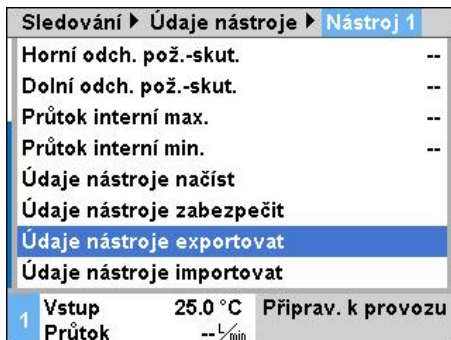 Sledování ▶ Údaje nástroje ▶ Nástroj 1
Horní odch. pož.-skut. --
Dolní odch. pož.-skut. --
Průtok interní max. --
Průtok interní min. --
Údaje nástroje načíst
Údaje nástroje zabezpečit
Údaje nástroje exportovat
Údaje nástroje importovat
1 Vstup 25.0 °C Připrav. k provozu
Průtok -- L/min